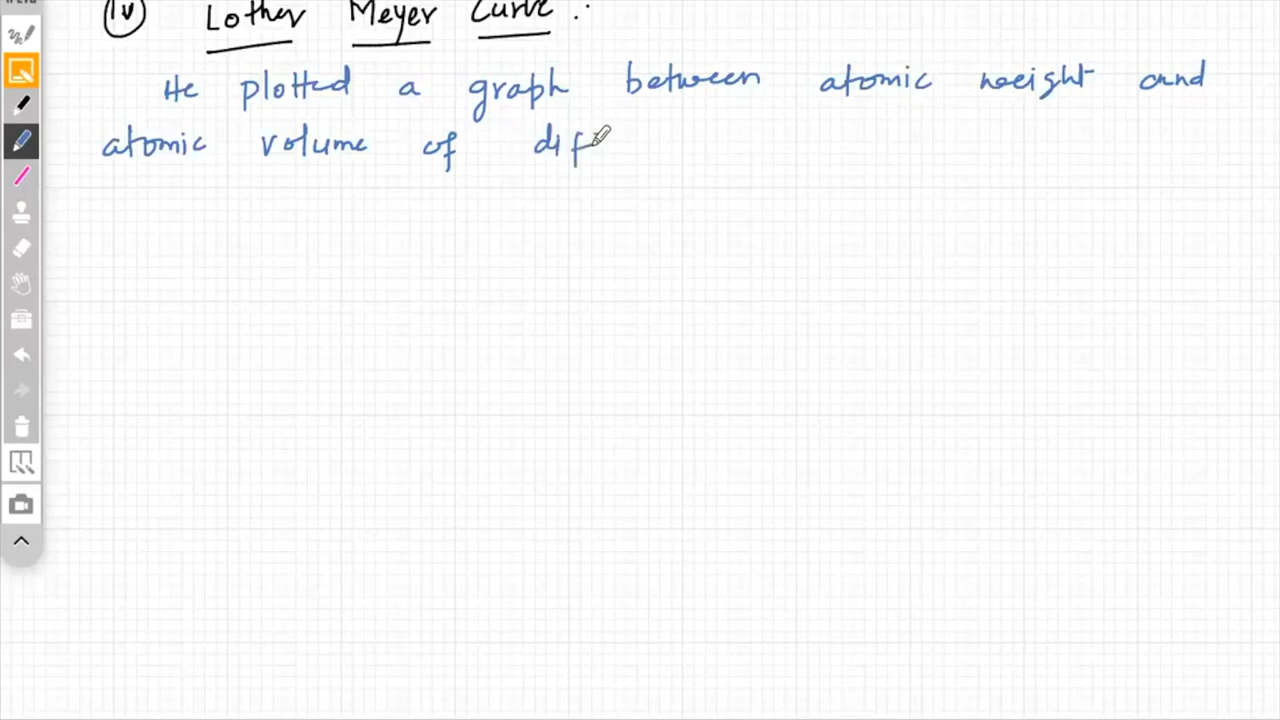 (iv) Lother Meyer Curve :
He plotted a graph between atomic weight and
atomic volume of dif